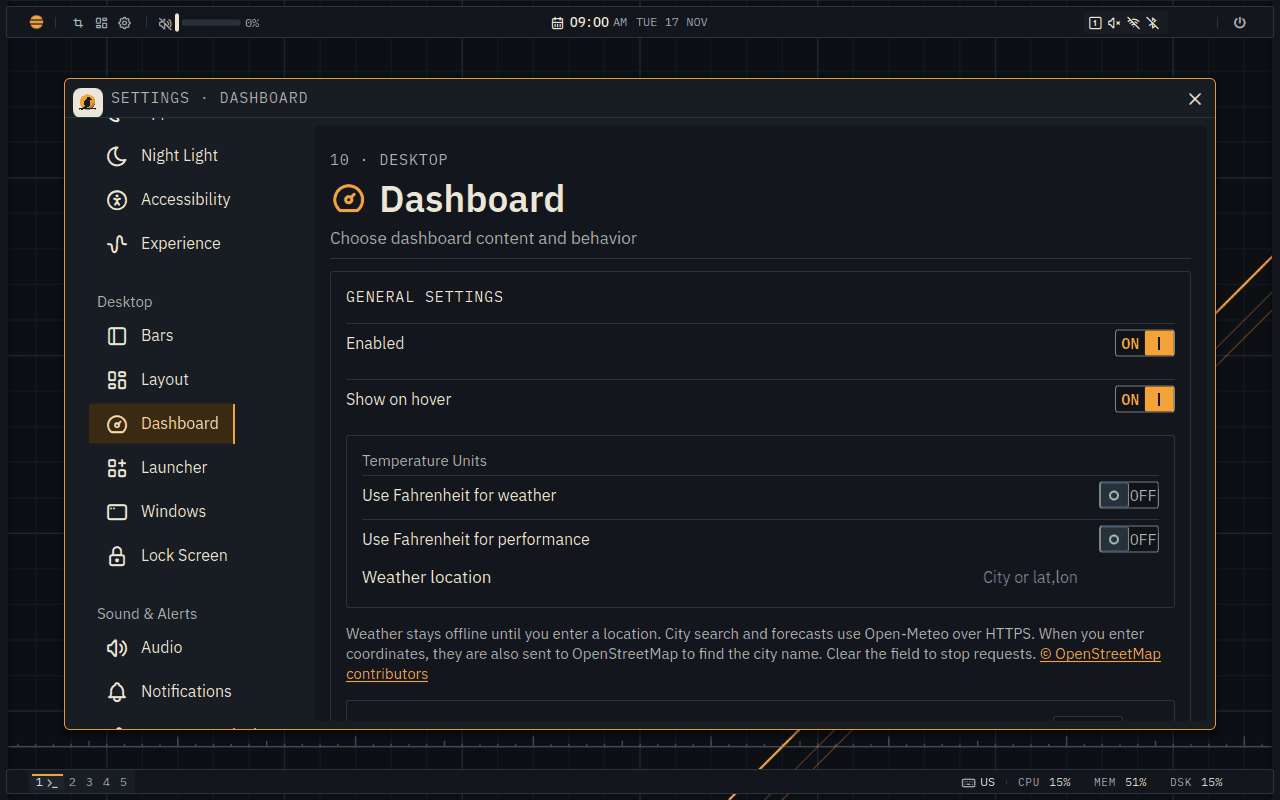 0%
09:00 AM TUE 17 NOV
1
SETTINGS · DASHBOARD
Night Light
Accessibility
Experience
Desktop
Bars
Layout
Dashboard
Launcher
Windows
Lock Screen
Sound & Alerts
Audio
Notifications
10 · DESKTOP
Dashboard
Choose dashboard content and behavior
GENERAL SETTINGS
Enabled
ON
Show on hover
ON
Temperature Units
Use Fahrenheit for weather
OFF
Use Fahrenheit for performance
OFF
Weather location
City or lat,lon
Weather stays offline until you enter a location. City search and forecasts use Open-Meteo over HTTPS. When you enter
coordinates, they are also sent to OpenStreetMap to find the city name. Clear the field to stop requests. © OpenStreetMap
contributors
1 2 3 4 5
US CPU 15% MEM 51% DSK 15%